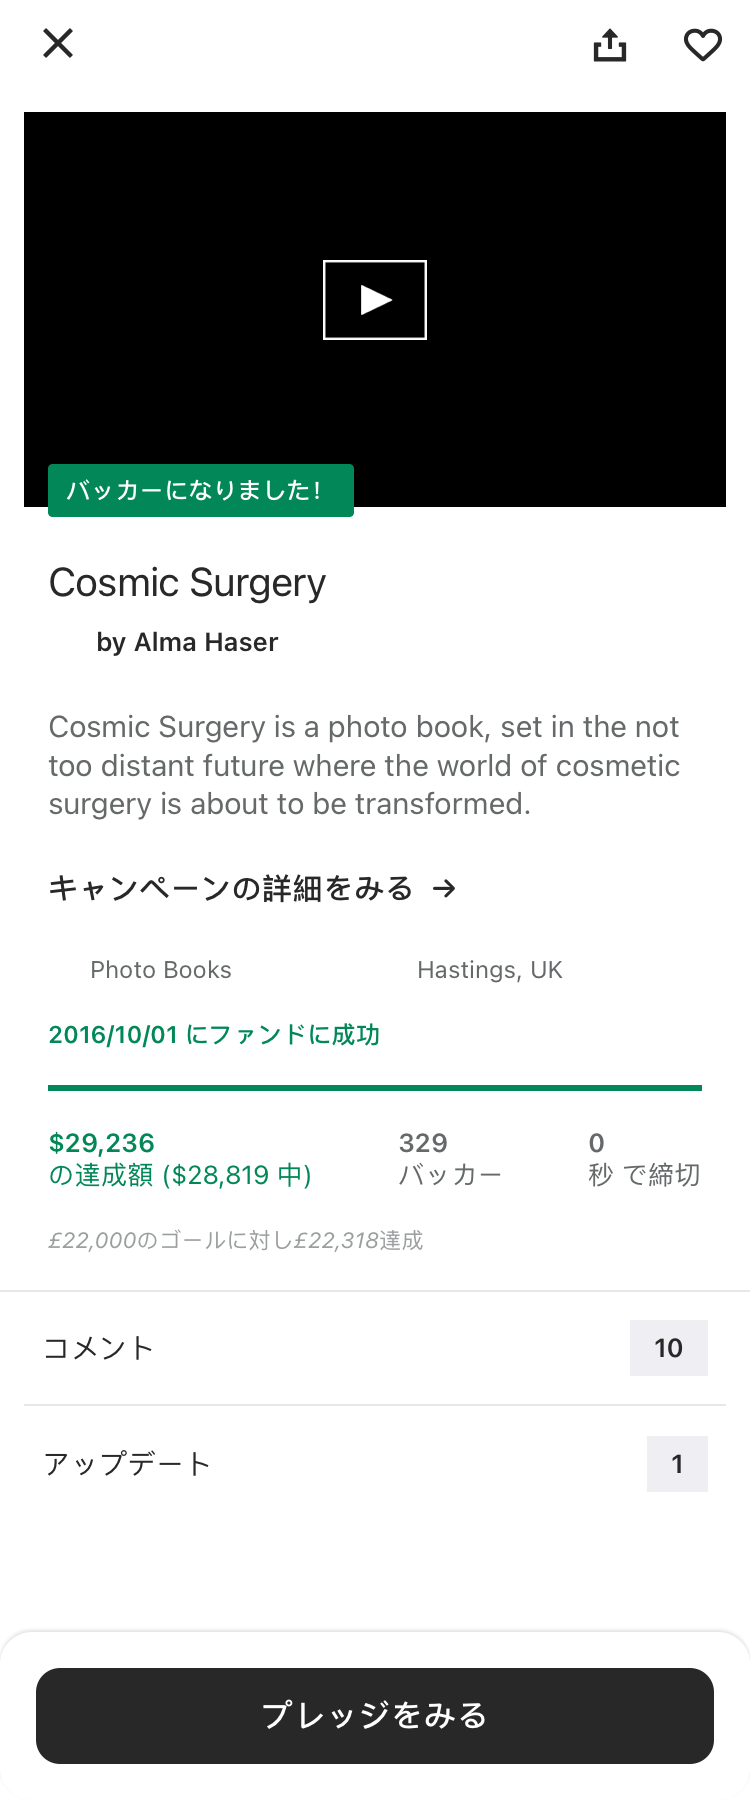 バッカーになりました!
Cosmic Surgery
by Alma Haser
Cosmic Surgery is a photo book, set in the not
too distant future where the world of cosmetic
surgery is about to be transformed.
キャンペーンの詳細をみる →
Photo Books
Hastings, UK
2016/10/01 にファンドに成功
$29,236
の達成額 ($28,819 中)
329
バッカー
0
秒 で締切
£22,000のゴールに対し£22,318達成
コメント
10
アップデート
1
プレッジをみる